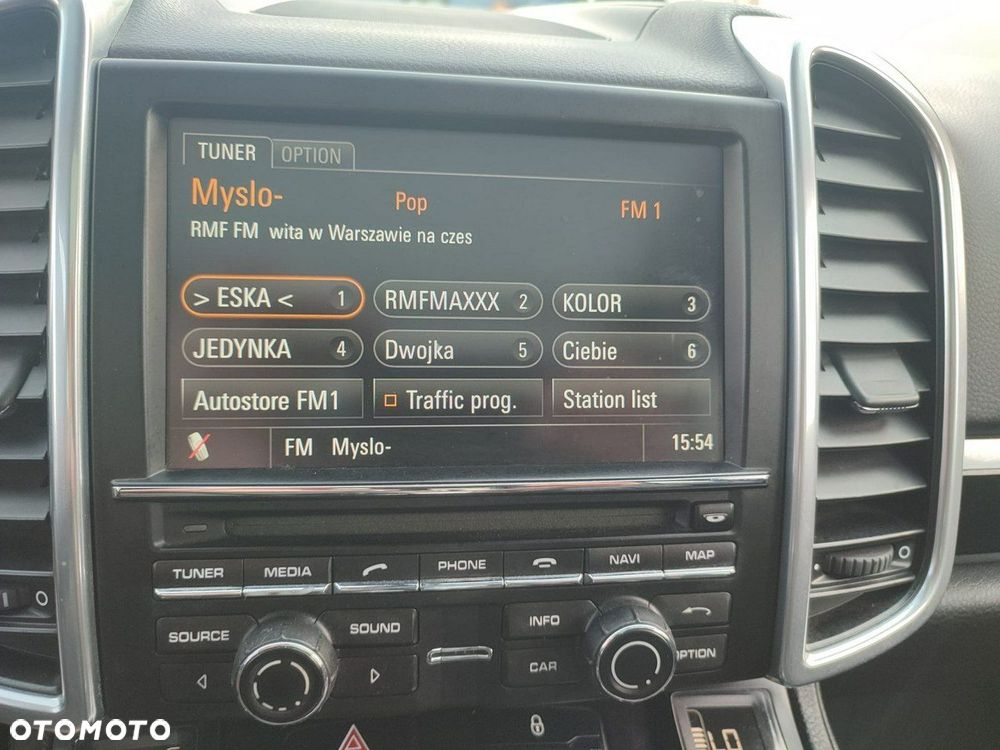 TUNER OPTION
Myslo- Pop FM 1
RMF FM wita w Warszawie na czes
> ESKA < 1 RMFMAXXX 2 KOLOR 3
JEDYNKA 4 Dwojka 5 Ciebie 6
Autostore FM1 Traffic prog. Station list
FM Myslo- 15:54
TUNER MEDIA PHONE NAVI MAP
SOURCE SOUND INFO
CAR OPTION
OTOMOTO